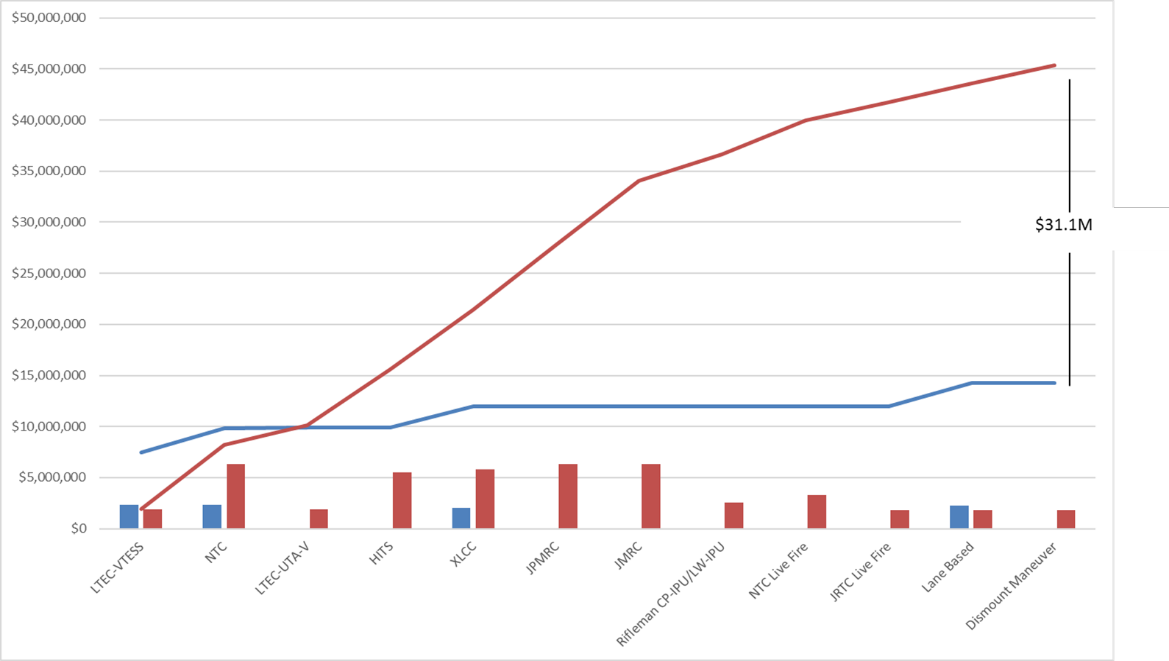 $50,000,000
$45,000,000
$40,000,000
$35,000,000
$30,000,000
$31.1M
$25,000,000
$20,000,000
$15,000,000
$10,000,000
$5,000,000
$0
LTEC-VTESS
NTC
LTEC-UTA-V
HITS
XLCC
JPMRC
JMRC
Rifleman CP-IPU/LW-IPU
NTC Live Fire
JRTC Live Fire
Lane Based
Dismount Maneuver